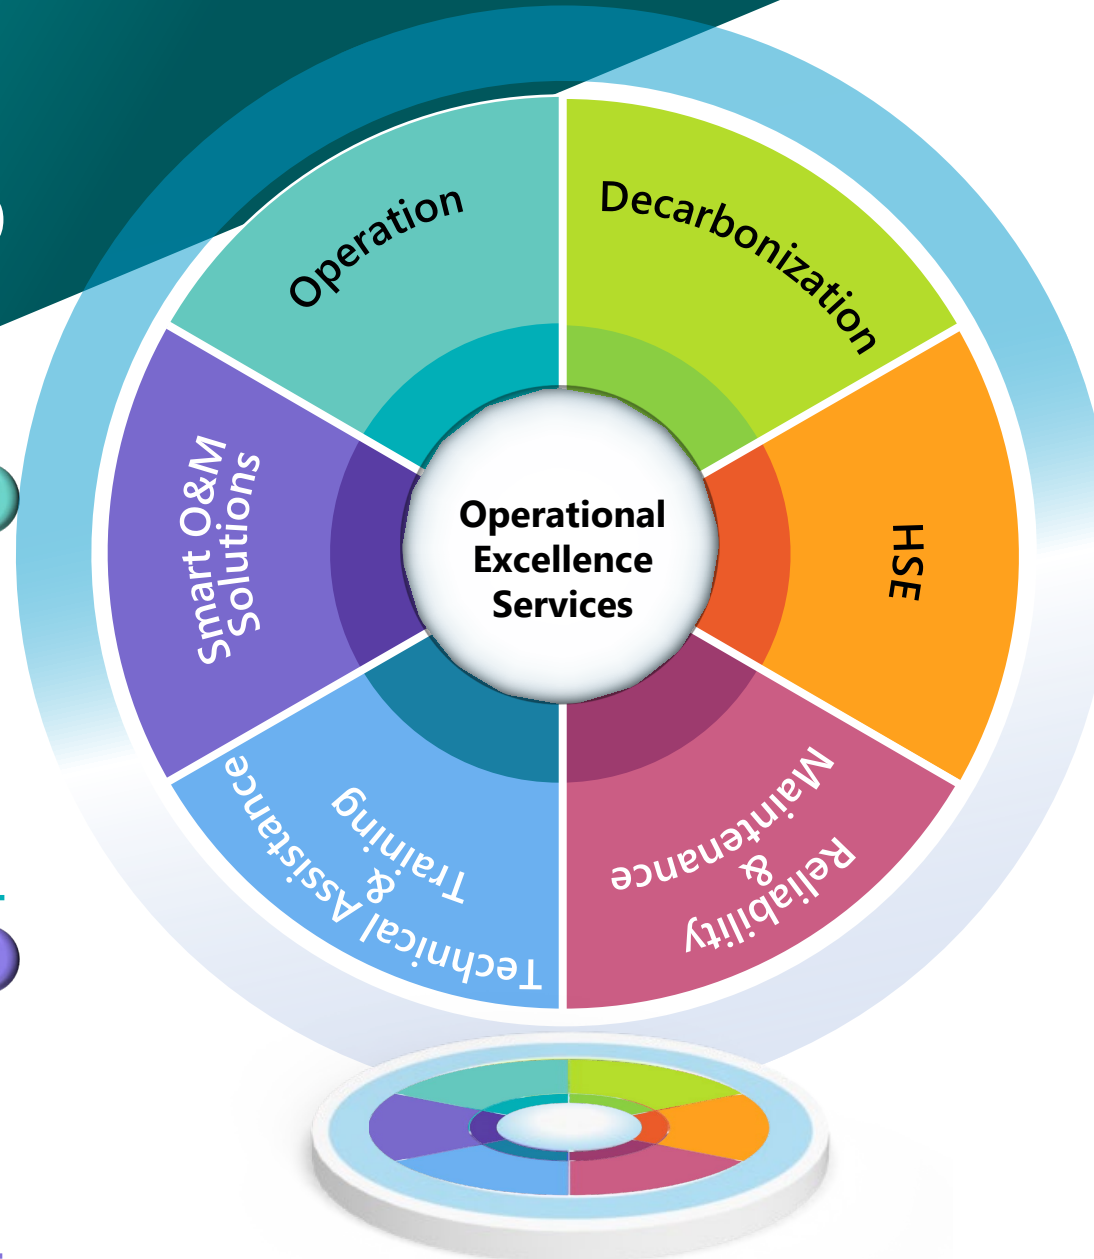 Operation
Decarbonization
HSE
Reliability
&
Maintenance
Technical Assistance
&
Training
Smart O&M
Solutions
Operational
Excellence
Services